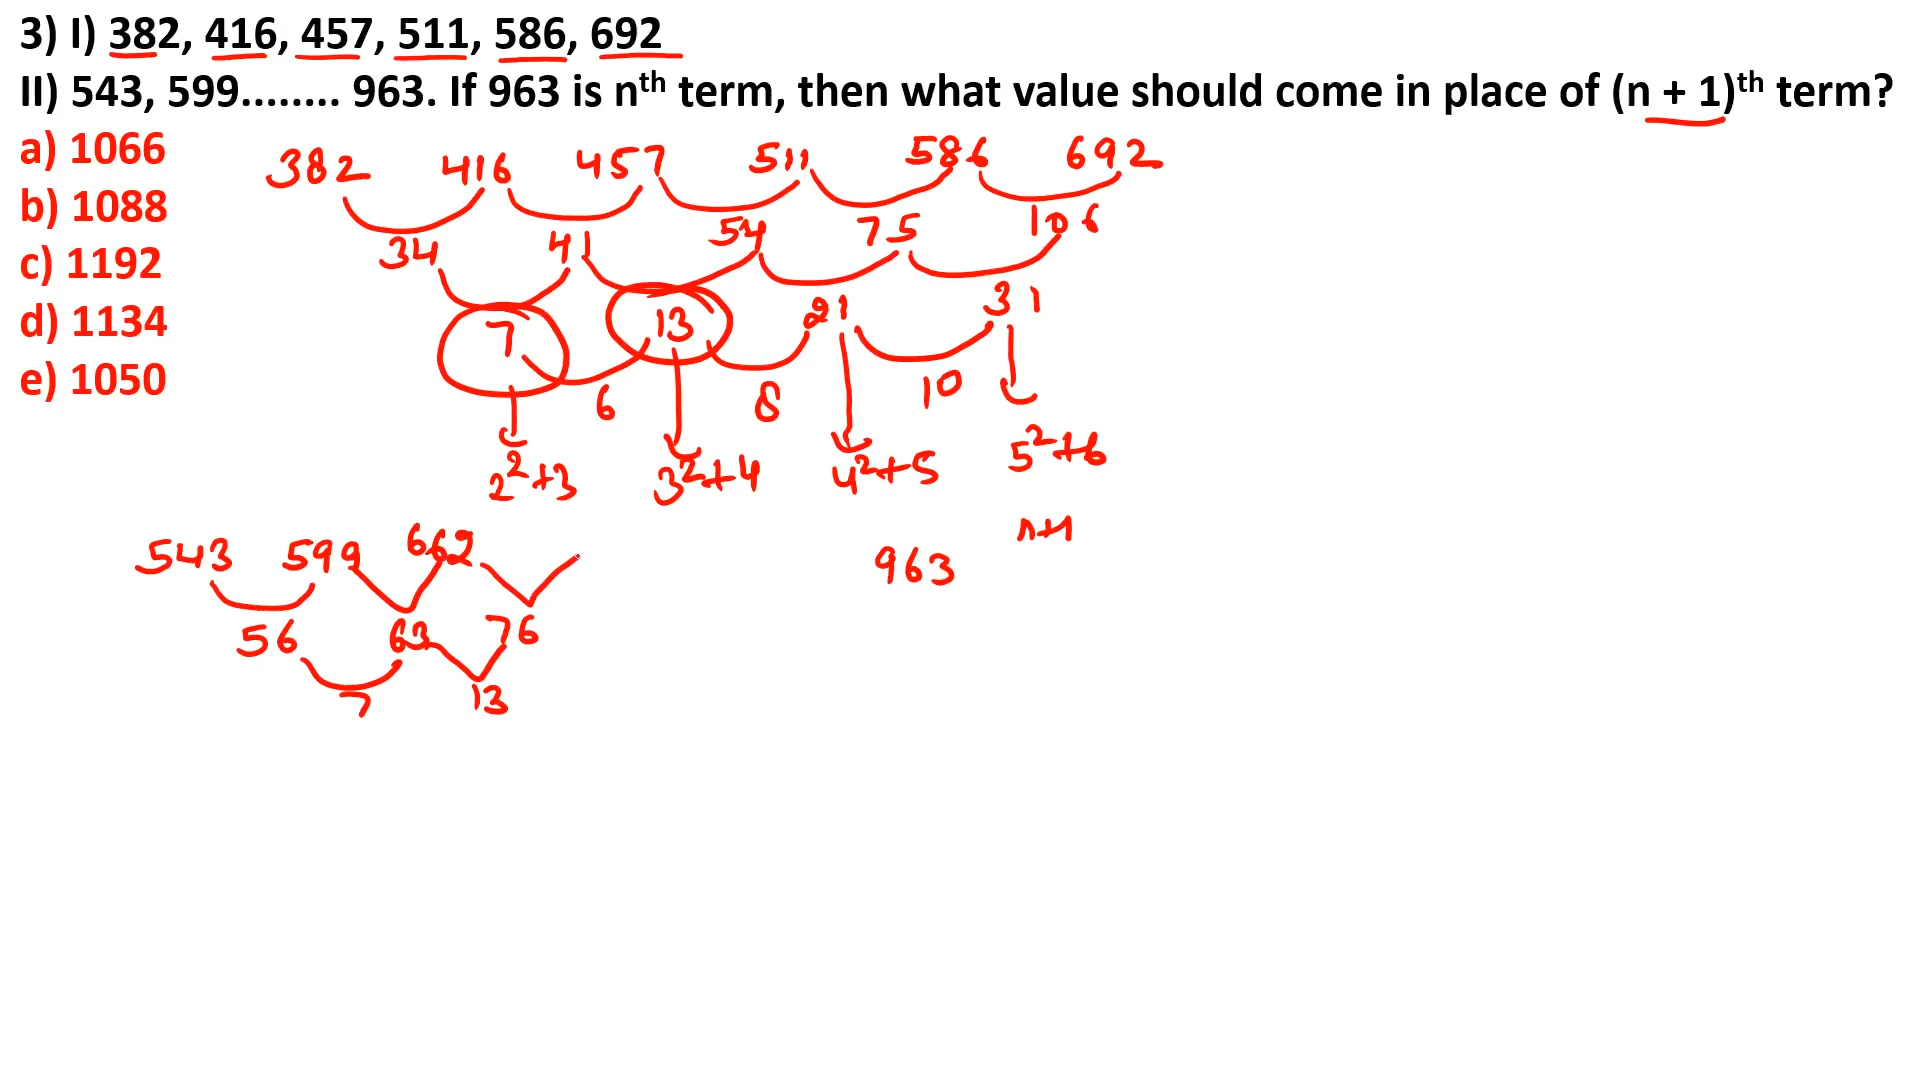 3) I) 382, 416, 457, 511, 586, 692
II) 543, 599........ 963. If 963 is nth term, then what value should come in place of (n + 1)th term?
a) 1066
b) 1088
c) 1192
d) 1134
e) 1050
382 416 457 511 586 692
34 41 54 75 106
7 13 21 31
6 8 10
2²+3 3²+4 4²+5 5²+6
n+1
543 599 662 963
56 63 76
7 13